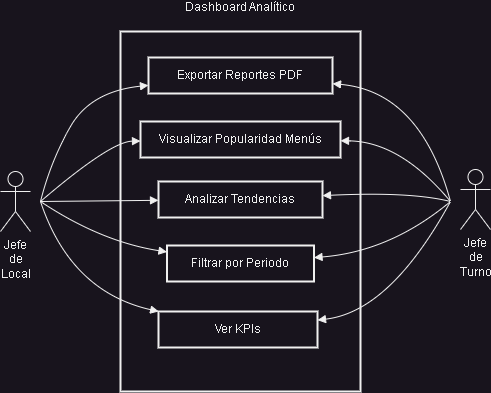 Dashboard Analítico
Exportar Reportes PDF
Visualizar Popularidad Menús
Analizar Tendencias
Filtrar por Periodo
Ver KPIs
Jefe
de
Local
Jefe
de
Turno